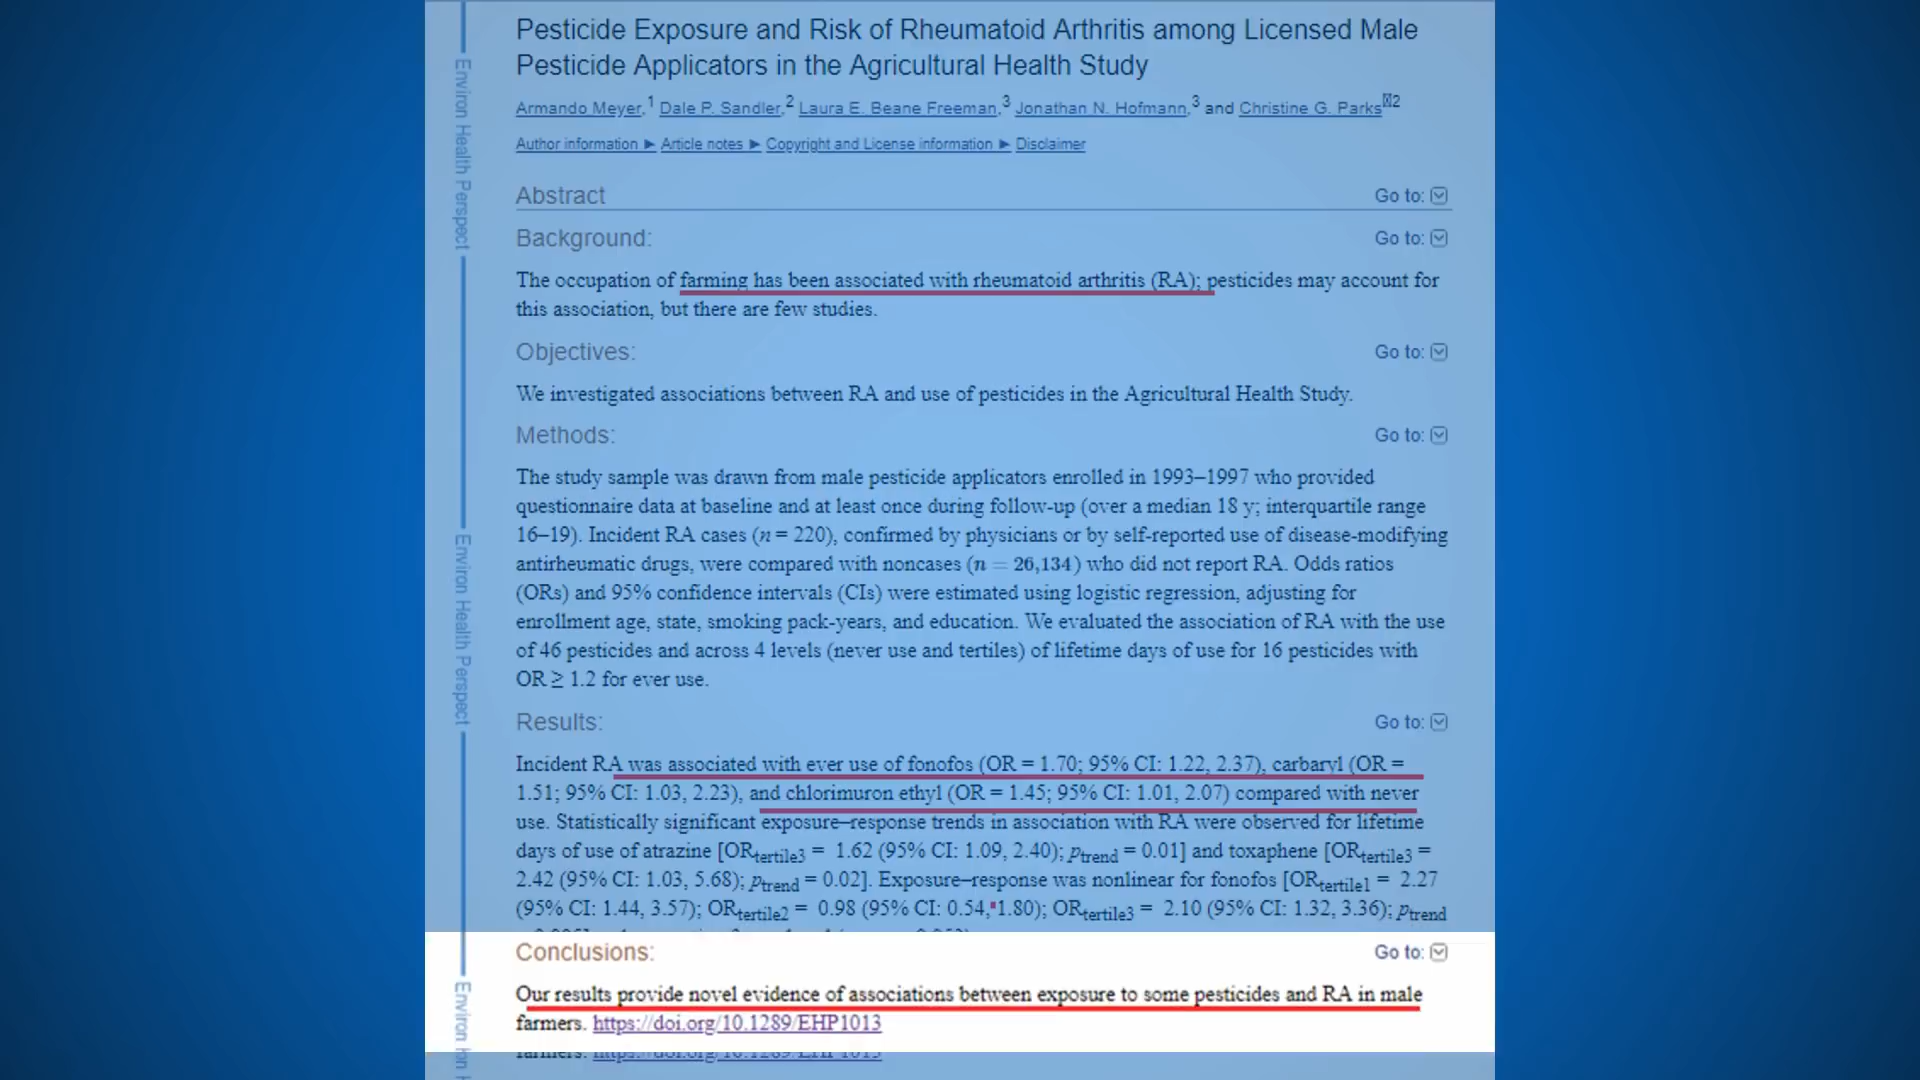 Pesticide Exposure and Risk of Rheumatoid Arthritis among Licensed Male
Pesticide Applicators in the Agricultural Health Study
Armando Meyer,1 Dale P. Sandler,2 Laura E. Beane Freeman,3 Jonathan N. Hofmann,3 and Christine G. Parks2
Author information ► Article notes ► Copyright and License information ► Disclaimer
Abstract Go to:
Background: Go to:
The occupation of farming has been associated with rheumatoid arthritis (RA); pesticides may account for
this association, but there are few studies.
Objectives: Go to:
We investigated associations between RA and use of pesticides in the Agricultural Health Study.
Methods: Go to:
The study sample was drawn from male pesticide applicators enrolled in 1993–1997 who provided
questionnaire data at baseline and at least once during follow-up (over a median 18 y; interquartile range
16–19). Incident RA cases (n = 220), confirmed by physicians or by self-reported use of disease-modifying
antirheumatic drugs, were compared with noncases (n = 26,134) who did not report RA. Odds ratios
(ORs) and 95% confidence intervals (CIs) were estimated using logistic regression, adjusting for
enrollment age, state, smoking pack-years, and education. We evaluated the association of RA with the use
of 46 pesticides and across 4 levels (never use and tertiles) of lifetime days of use for 16 pesticides with
OR ≥ 1.2 for ever use.
Results: Go to:
Incident RA was associated with ever use of fonofos (OR = 1.70; 95% CI: 1.22, 2.37), carbaryl (OR =
1.51; 95% CI: 1.03, 2.23), and chlorimuron ethyl (OR = 1.45; 95% CI: 1.01, 2.07) compared with never
use. Statistically significant exposure–response trends in association with RA were observed for lifetime
days of use of atrazine [ORtertile3 = 1.62 (95% CI: 1.09, 2.40); ptrend = 0.01] and toxaphene [ORtertile3 =
2.42 (95% CI: 1.03, 5.68); ptrend = 0.02]. Exposure–response was nonlinear for fonofos [ORtertile1 = 2.27
(95% CI: 1.44, 3.57); ORtertile2 = 0.98 (95% CI: 0.54, 1.80); ORtertile3 = 2.10 (95% CI: 1.32, 3.36); ptrend
Conclusions: Go to:
Our results provide novel evidence of associations between exposure to some pesticides and RA in male
farmers. https://doi.org/10.1289/EHP1013
farmers. https://doi.org/10.1289/EHP1013
Environ Health Perspect
Environ Health Perspect
Environ